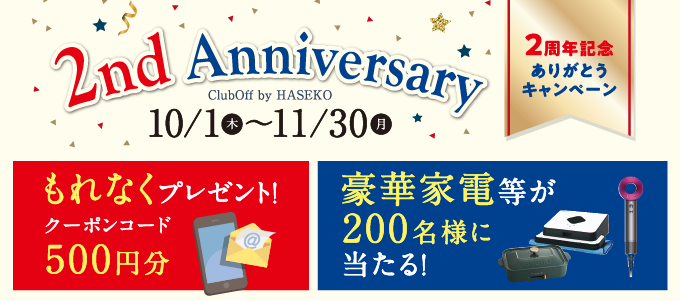 2nd Anniversary
ClubOff by HASEKO
10/1木～11/30月
2周年記念
ありがとう
キャンペーン
もれなくプレゼント!
クーポンコード
500円分
@
豪華家電等が
200名様に
当たる!